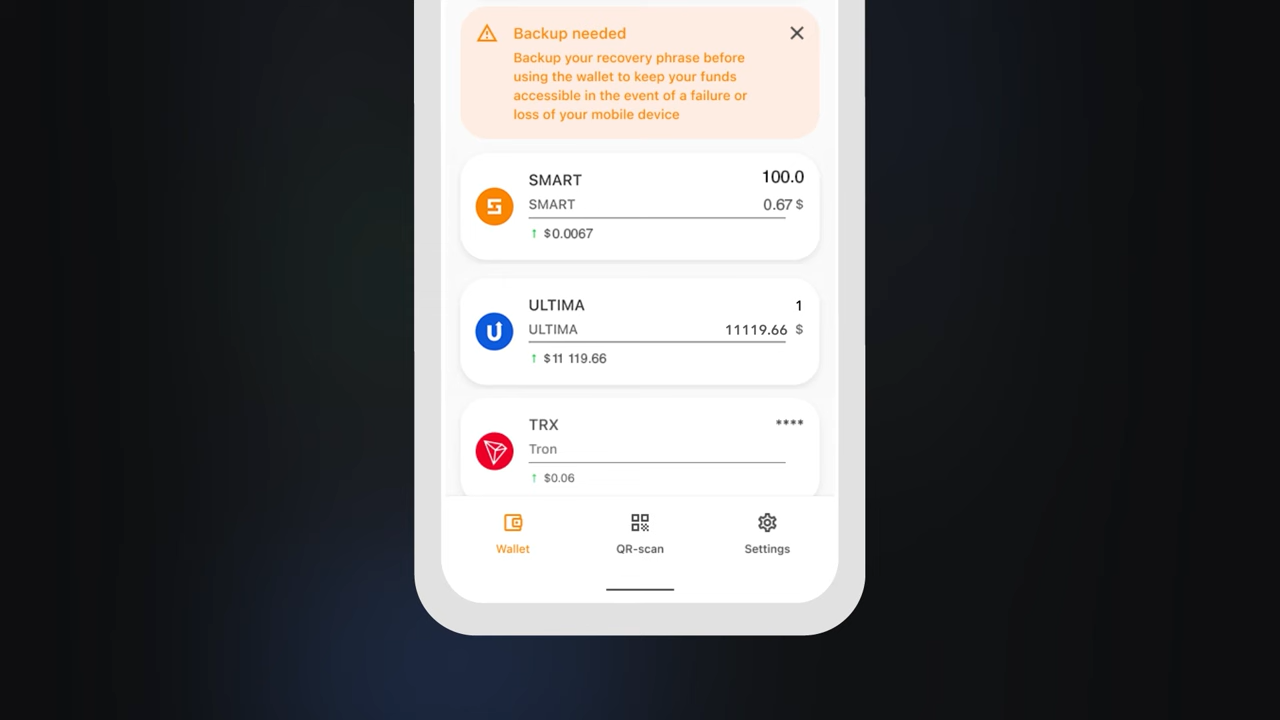 Backup needed
Backup your recovery phrase before
using the wallet to keep your funds
accessible in the event of a failure or
loss of your mobile device
SMART 100.0
SMART 0.67 $
↑ $0.0067
ULTIMA 1
ULTIMA 11119.66 $
↑ $11 119.66
TRX ****
Tron
↑ $0.06
Wallet QR-scan Settings